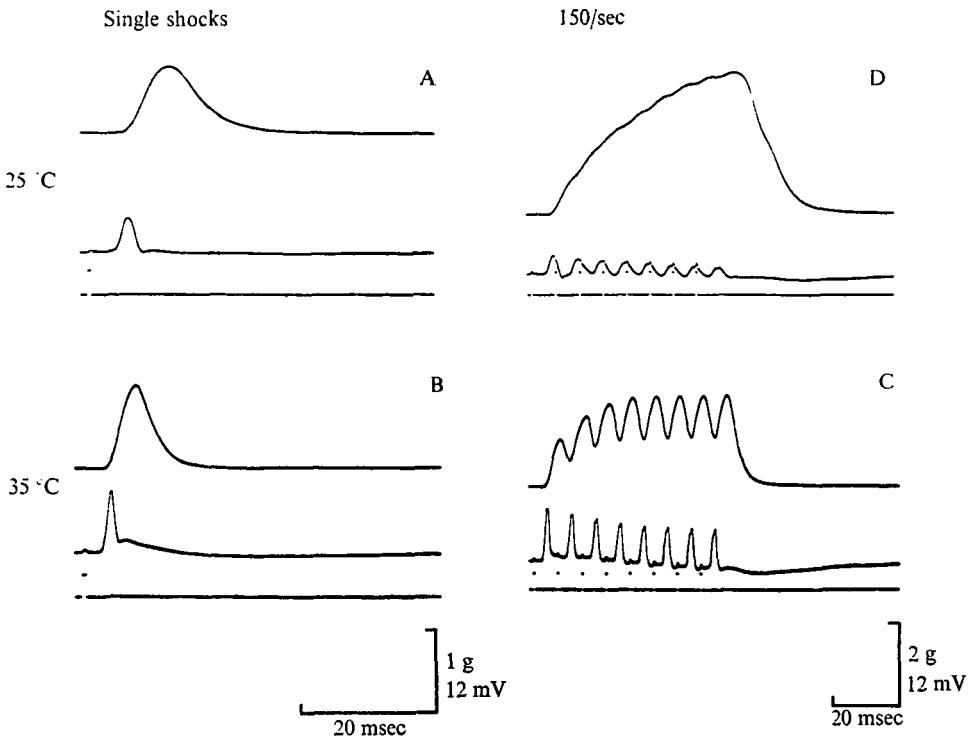 Single shocks
150/sec
A
D
25 °C
B
C
35 °C
1 g
12 mV
20 msec
2 g
12 mV
20 msec